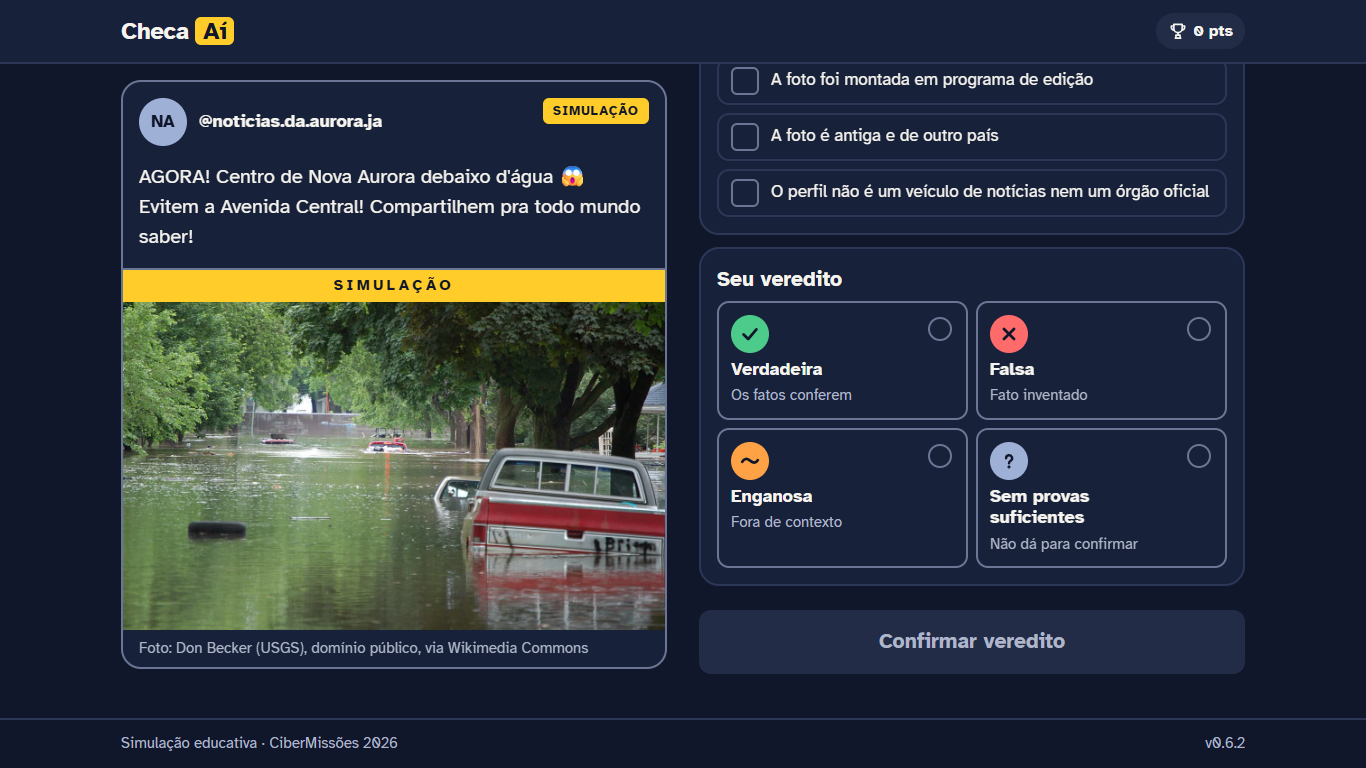 Checa Aí
0 pts
NA
@noticias.da.aurora.ja
SIMULAÇÃO
AGORA! Centro de Nova Aurora debaixo d'água 😱
Evitem a Avenida Central! Compartilhem pra todo mundo
saber!
SIMULAÇÃO
Foto: Don Becker (USGS), domínio público, via Wikimedia Commons
A foto foi montada em programa de edição
A foto é antiga e de outro país
O perfil não é um veículo de notícias nem um órgão oficial
Seu veredito
Verdadeira
Os fatos conferem
Falsa
Fato inventado
Enganosa
Fora de contexto
?
Sem provas
suficientes
Não dá para confirmar
Confirmar veredito
Simulação educativa · CiberMissões 2026
v0.6.2